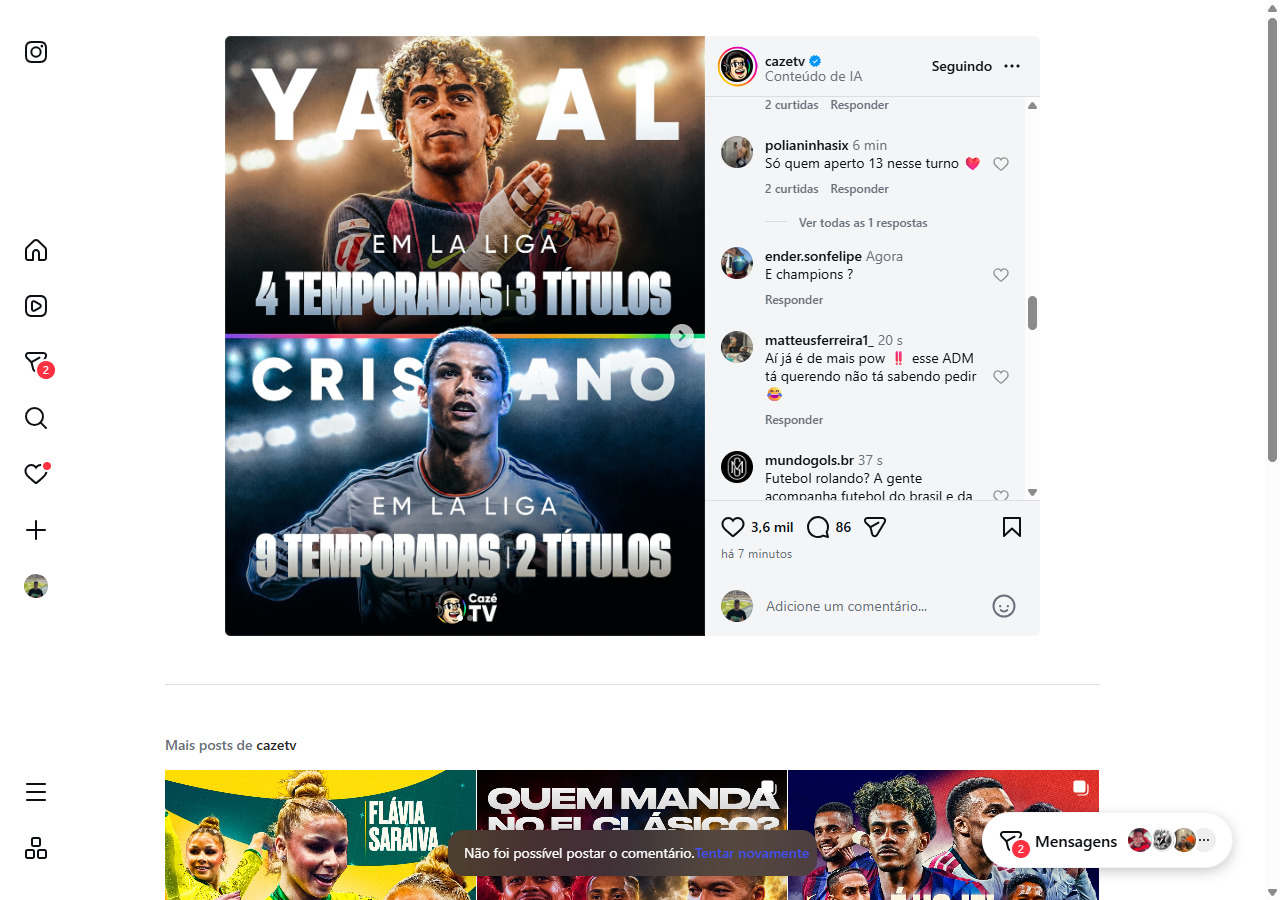 YAMAL
EM LA LIGA
4 TEMPORADAS | 3 TÍTULOS
CRISTIANO
EM LA LIGA
9 TEMPORADAS | 2 TÍTULOS
Cazé
TV
cazetv
Conteúdo de IA
Seguindo
2 curtidas Responder
polianinhasix 6 min
Só quem aperto 13 nesse turno ❤️
2 curtidas Responder
Ver todas as 1 respostas
ender.sonfelipe Agora
E champions ?
Responder
matteusferreira1_ 20 s
Aí já é de mais pow ‼️ esse ADM
tá querendo não tá sabendo pedir
😂
Responder
mundogols.br 37 s
Futebol rolando? A gente
acompanha futebol do brasil e da
3,6 mil 86
há 7 minutos
Adicione um comentário...
2
Mais posts de cazetv
FLÁVIA
SARAIVA
QUEM MANDA
NO EL CLÁSICO?
Não foi possível postar o comentário. Tentar novamente
2
Mensagens